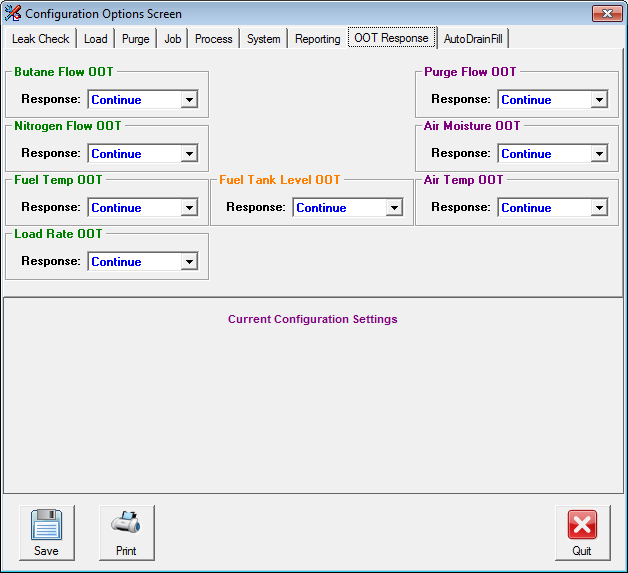 Configuration Options Screen
Leak Check Load Purge Job Process System Reporting OOT Response AutoDrainFill
Butane Flow OOT Purge Flow OOT
Response: Continue Response: Continue
Nitrogen Flow OOT Air Moisture OOT
Response: Continue Response: Continue
Fuel Temp OOT Fuel Tank Level OOT Air Temp OOT
Response: Continue Response: Continue Response: Continue
Load Rate OOT
Response: Continue
Current Configuration Settings
Save Print Quit